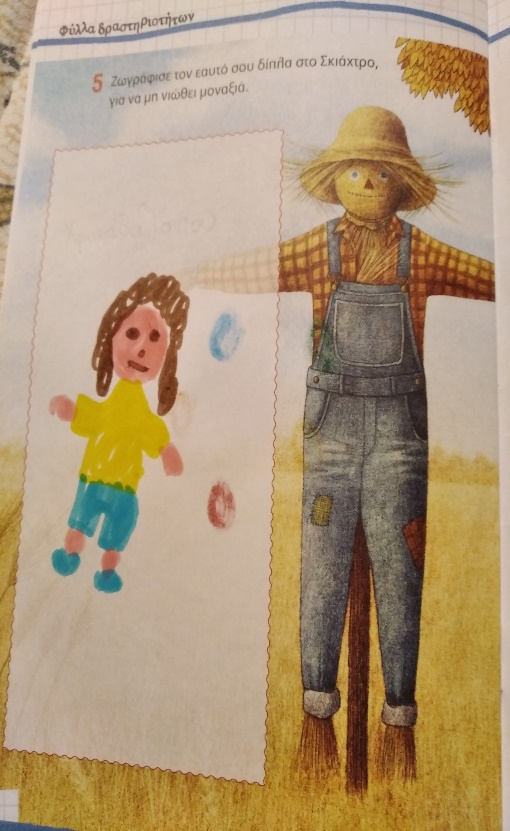 Φύλλα δραστηριοτήτων
5 Ζωγράφισε τον εαυτό σου δίπλα στο Σκιάχτρο,
για να μη νιώθει μοναξιά.